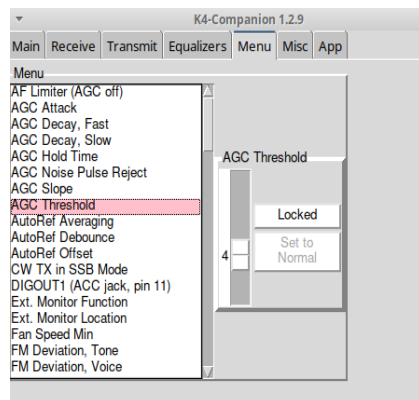 K4-Companion 1.2.9
Main Receive Transmit Equalizers Menu Misc App
Menu
AF Limiter (AGC off)
AGC Attack
AGC Decay, Fast
AGC Decay, Slow
AGC Hold Time
AGC Noise Pulse Reject
AGC Slope
AGC Threshold
AutoRef Averaging
AutoRef Debounce
AutoRef Offset
CW TX in SSB Mode
DIGOUT1 (ACC jack, pin 11)
Ext. Monitor Function
Ext. Monitor Location
Fan Speed Min
FM Deviation, Tone
FM Deviation, Voice
AGC Threshold
4
Locked
Set to
Normal